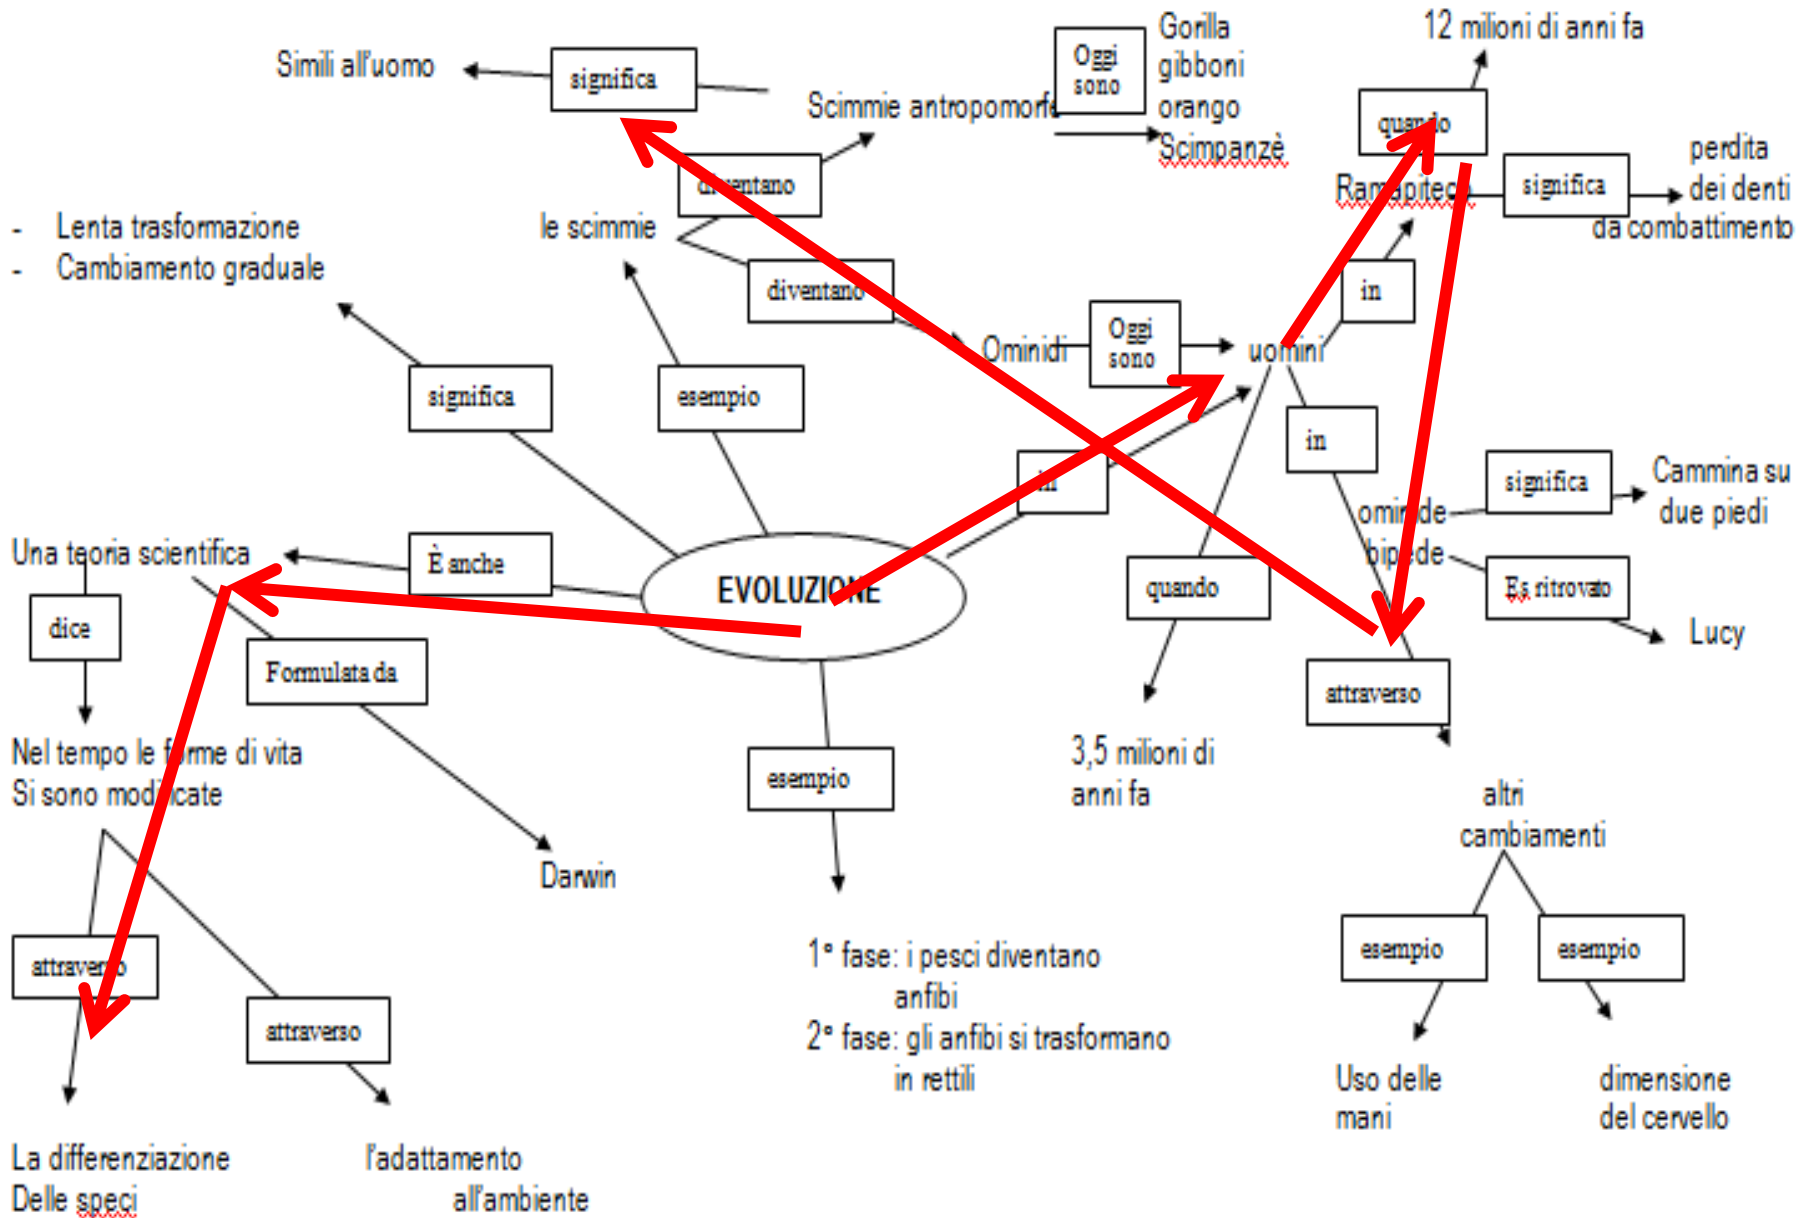 Simili all'uomo
significa
Scimmie antropomorfe
Oggi
sono
Gorilla
gibboni
orango
Scimpanzè
12 milioni di anni fa
quando
Ramapiteco
significa
perdita
dei denti
da combattimento
diventano
le scimmie
- Lenta trasformazione
- Cambiamento graduale
diventano
in
Ominidi
Oggi
sono
uomini
significa
esempio
in
in
significa
Cammina su
due piedi
ominide
bipede
Una teoria scientifica
È anche
EVOLUZIONE
quando
Es ritrovato
Lucy
dice
Formulata da
attraverso
Nel tempo le forme di vita
Si sono modificate
esempio
3,5 milioni di
anni fa
altri
cambiamenti
Darwin
attraverso
attraverso
1° fase: i pesci diventano
anfibi
2° fase: gli anfibi si trasformano
in rettili
esempio
esempio
Uso delle
mani
dimensione
del cervello
La differenziazione
Delle speci
l'adattamento
all'ambiente